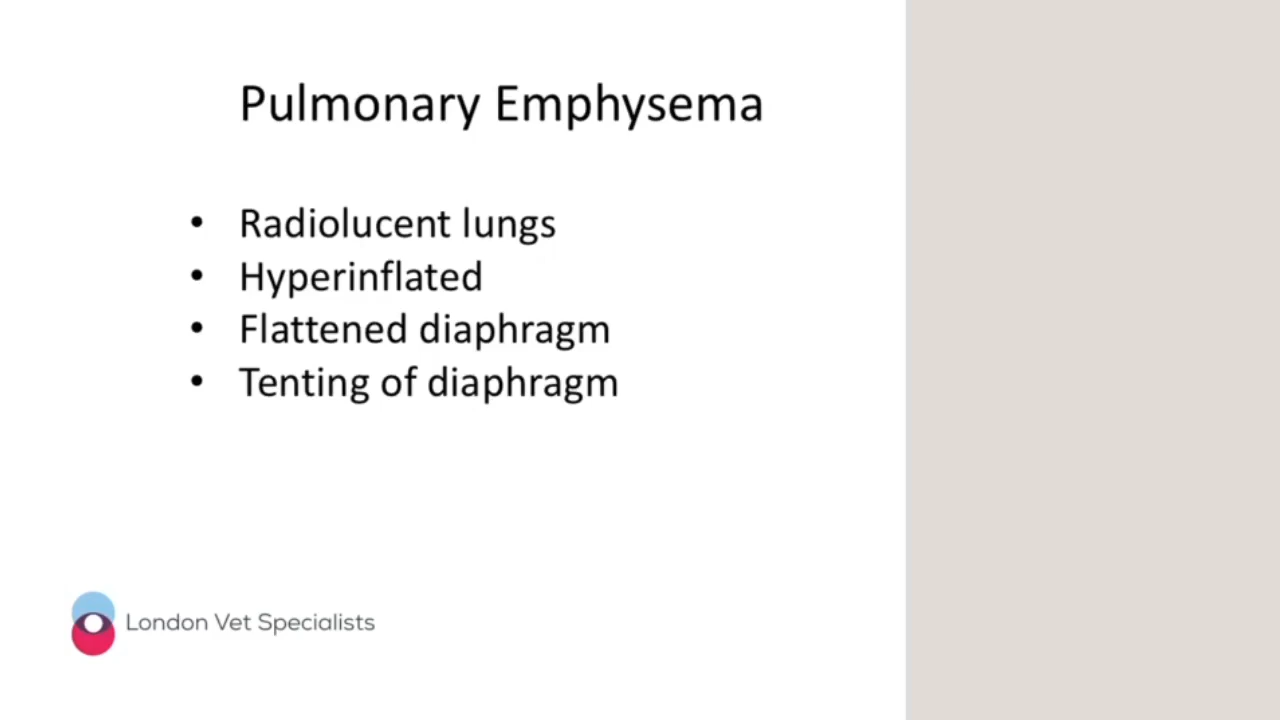 Pulmonary Emphysema
• Radiolucent lungs
• Hyperinflated
• Flattened diaphragm
• Tenting of diaphragm
London Vet Specialists